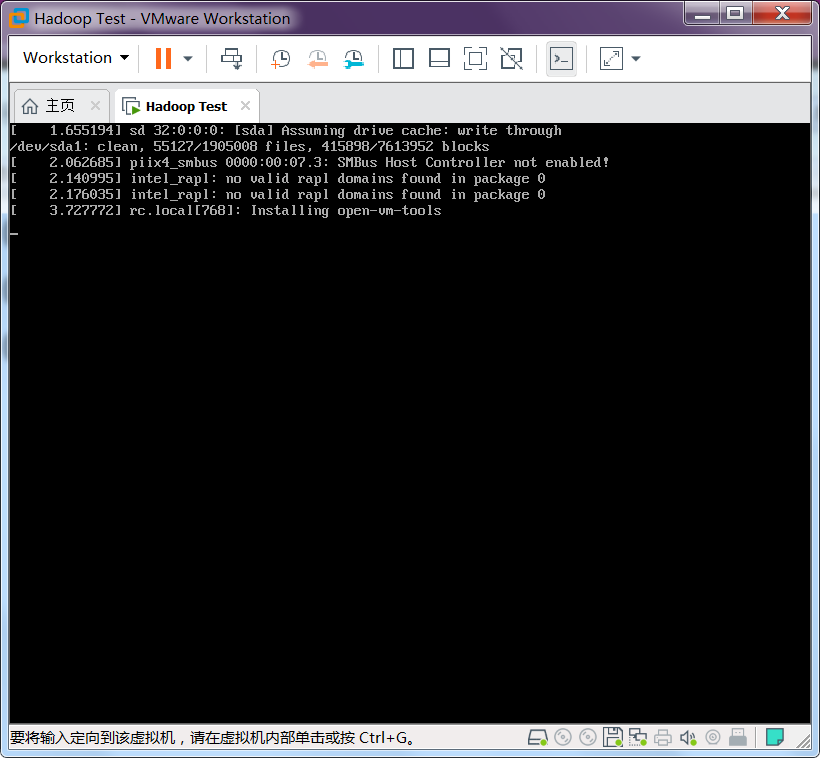 Hadoop Test - VMware Workstation
Workstation
主页
Hadoop Test
[    1.655194] sd 32:0:0:0: [sda] Assuming drive cache: write through
/dev/sda1: clean, 55127/1905008 files, 415898/7613952 blocks
[    2.062685] piix4_smbus 0000:00:07.3: SMBus Host Controller not enabled!
[    2.140995] intel_rapl: no valid rapl domains found in package 0
[    2.176035] intel_rapl: no valid rapl domains found in package 0
[    3.727772] rc.local[768]: Installing open-vm-tools
要将输入定向到该虚拟机，请在虚拟机内部单击或按 Ctrl+G。